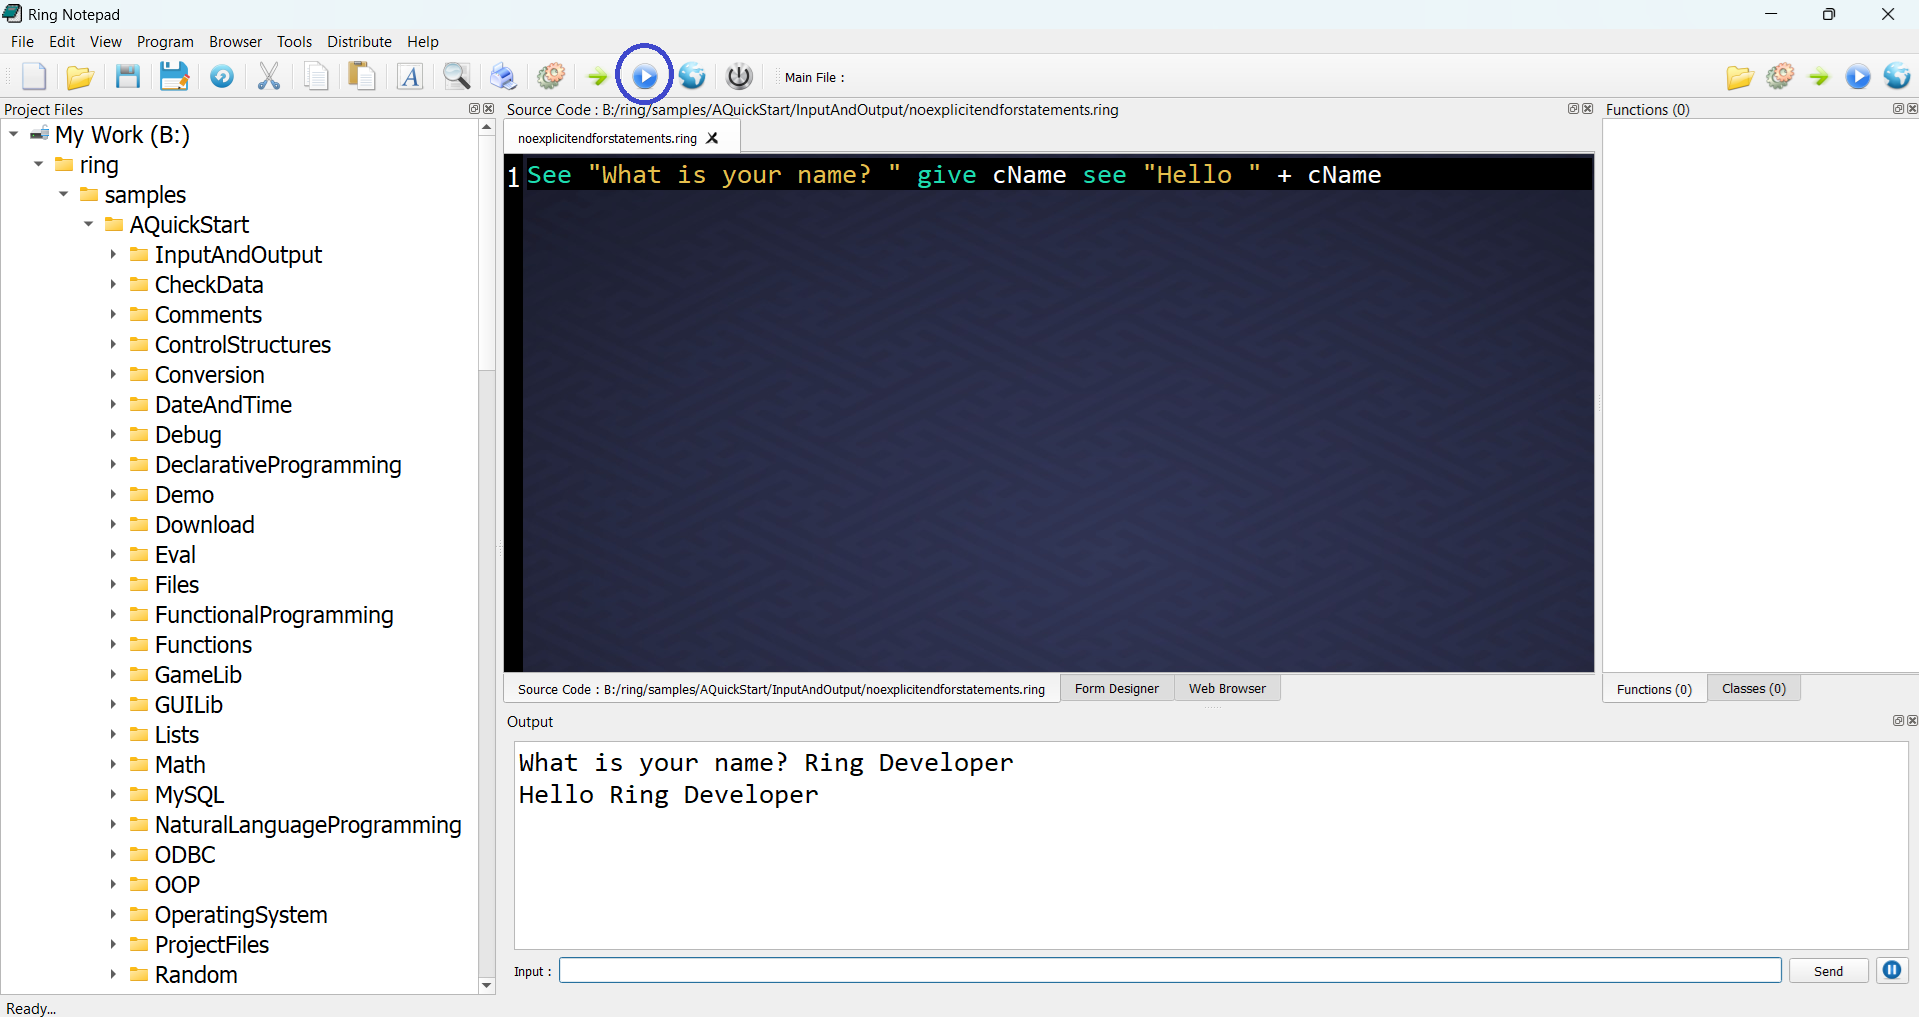 Ring Notepad
File Edit View Program Browser Tools Distribute Help
Main File :
Project Files
My Work (B:)
ring
samples
AQuickStart
InputAndOutput
CheckData
Comments
ControlStructures
Conversion
DateAndTime
Debug
DeclarativeProgramming
Demo
Download
Eval
Files
FunctionalProgramming
Functions
GameLib
GUILib
Lists
Math
MySQL
NaturalLanguageProgramming
ODBC
OOP
OperatingSystem
ProjectFiles
Random
Source Code : B:/ring/samples/AQuickStart/InputAndOutput/noexplicitendforstatements.ring
noexplicitendforstatements.ring
1 See "What is your name? " give cName see "Hello " + cName
Source Code : B:/ring/samples/AQuickStart/InputAndOutput/noexplicitendforstatements.ring Form Designer Web Browser
Functions (0)
Functions (0) Classes (0)
Output
What is your name? Ring Developer
Hello Ring Developer
Input : Send
Ready...